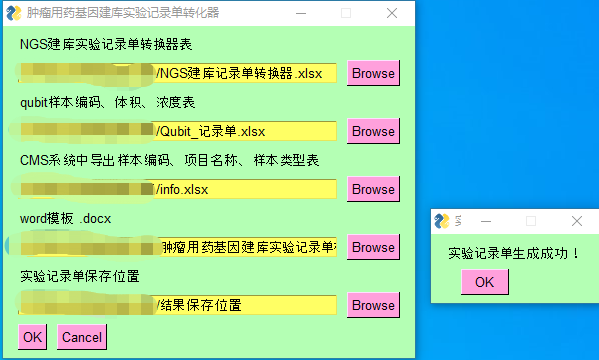 肿瘤用药基因建库实验记录单转化器
NGS建库实验记录单转换器表
/NGS建库记录单转换器.xlsx
Browse
qubit样本编码、体积、浓度表
/Qubit_记录单.xlsx
Browse
CMS系统中导出样本编码、项目名称、样本类型表
/info.xlsx
Browse
word模板 .docx
肿瘤用药基因建库实验记录单
Browse
实验记录单保存位置
/结果保存位置
Browse
OK
Cancel
实验记录单生成成功！
OK